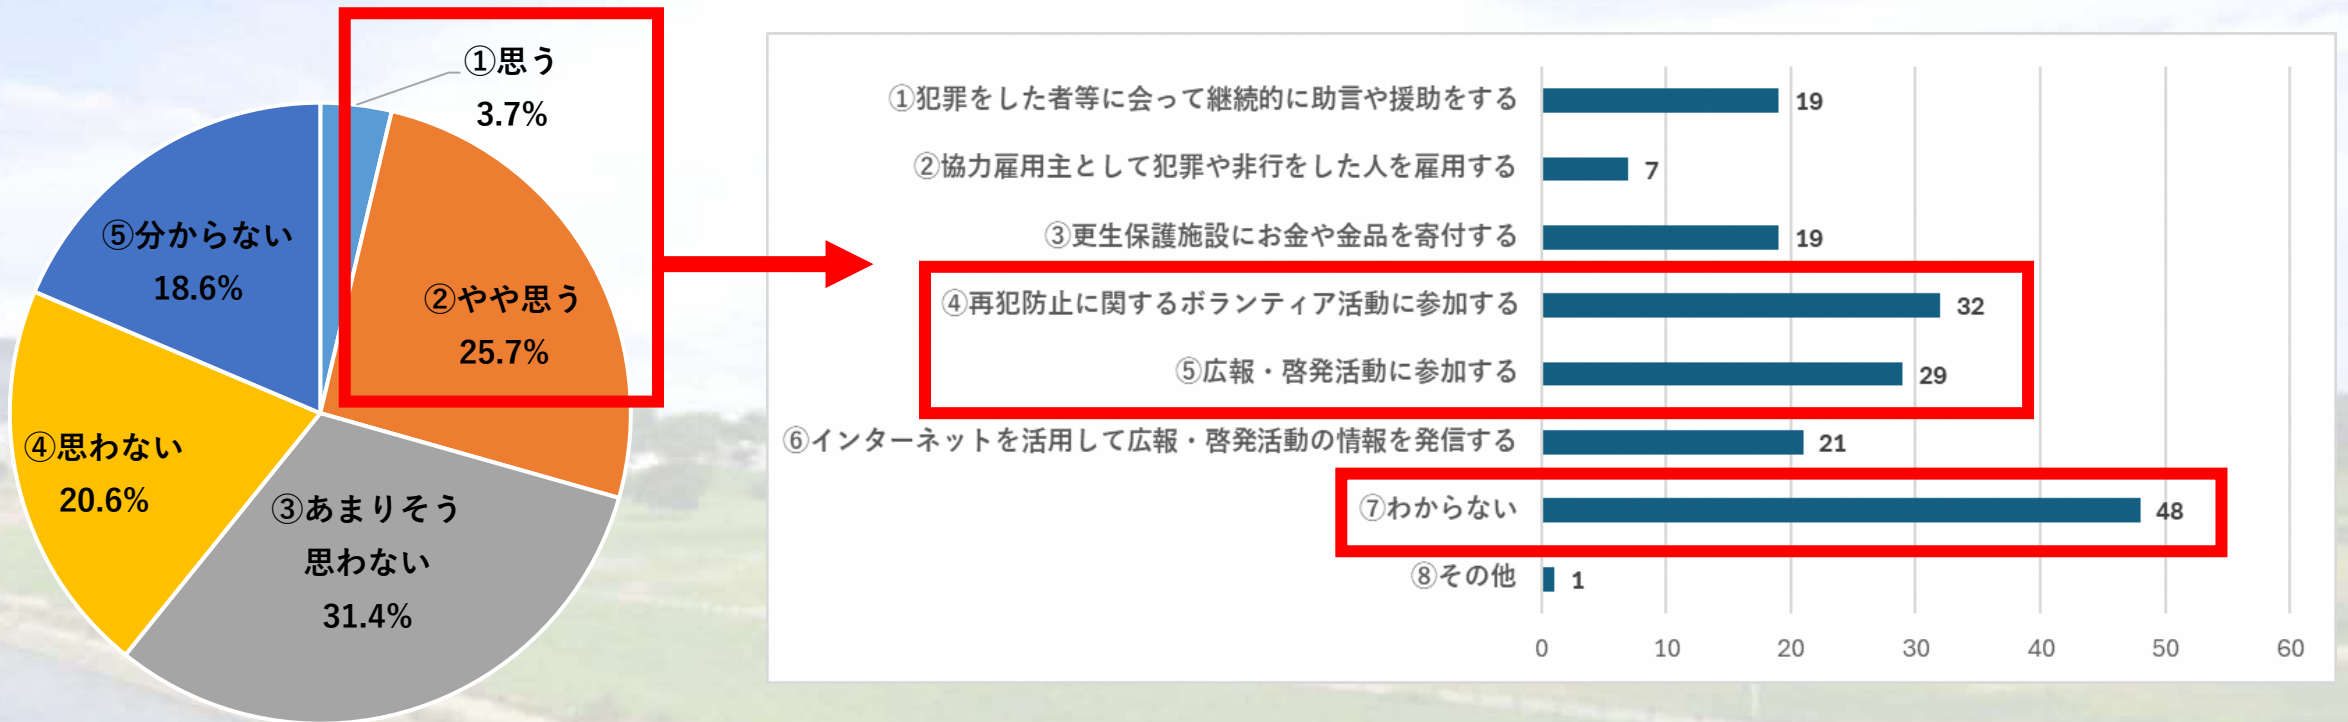 ①思う
3.7%
②やや思う
25.7%
③あまりそう
思わない
31.4%
④思わない
20.6%
⑤分からない
18.6%
①犯罪をした者等に会って継続的に助言や援助をする 19
②協力雇用主として犯罪や非行をした人を雇用する 7
③更生保護施設にお金や金品を寄付する 19
④再犯防止に関するボランティア活動に参加する 32
⑤広報・啓発活動に参加する 29
⑥インターネットを活用して広報・啓発活動の情報を発信する 21
⑦わからない 48
⑧その他 1
0 10 20 30 40 50 60